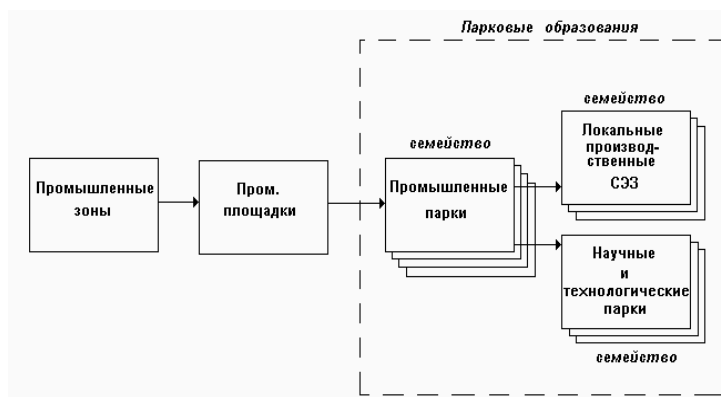 Парковые образования
семейство
Локальные
производ-
ственные
СЭЗ
семейство
Промышленные
зоны
Пром.
площадки
Промышленные
парки
Научные
и
технологические
парки
семейство